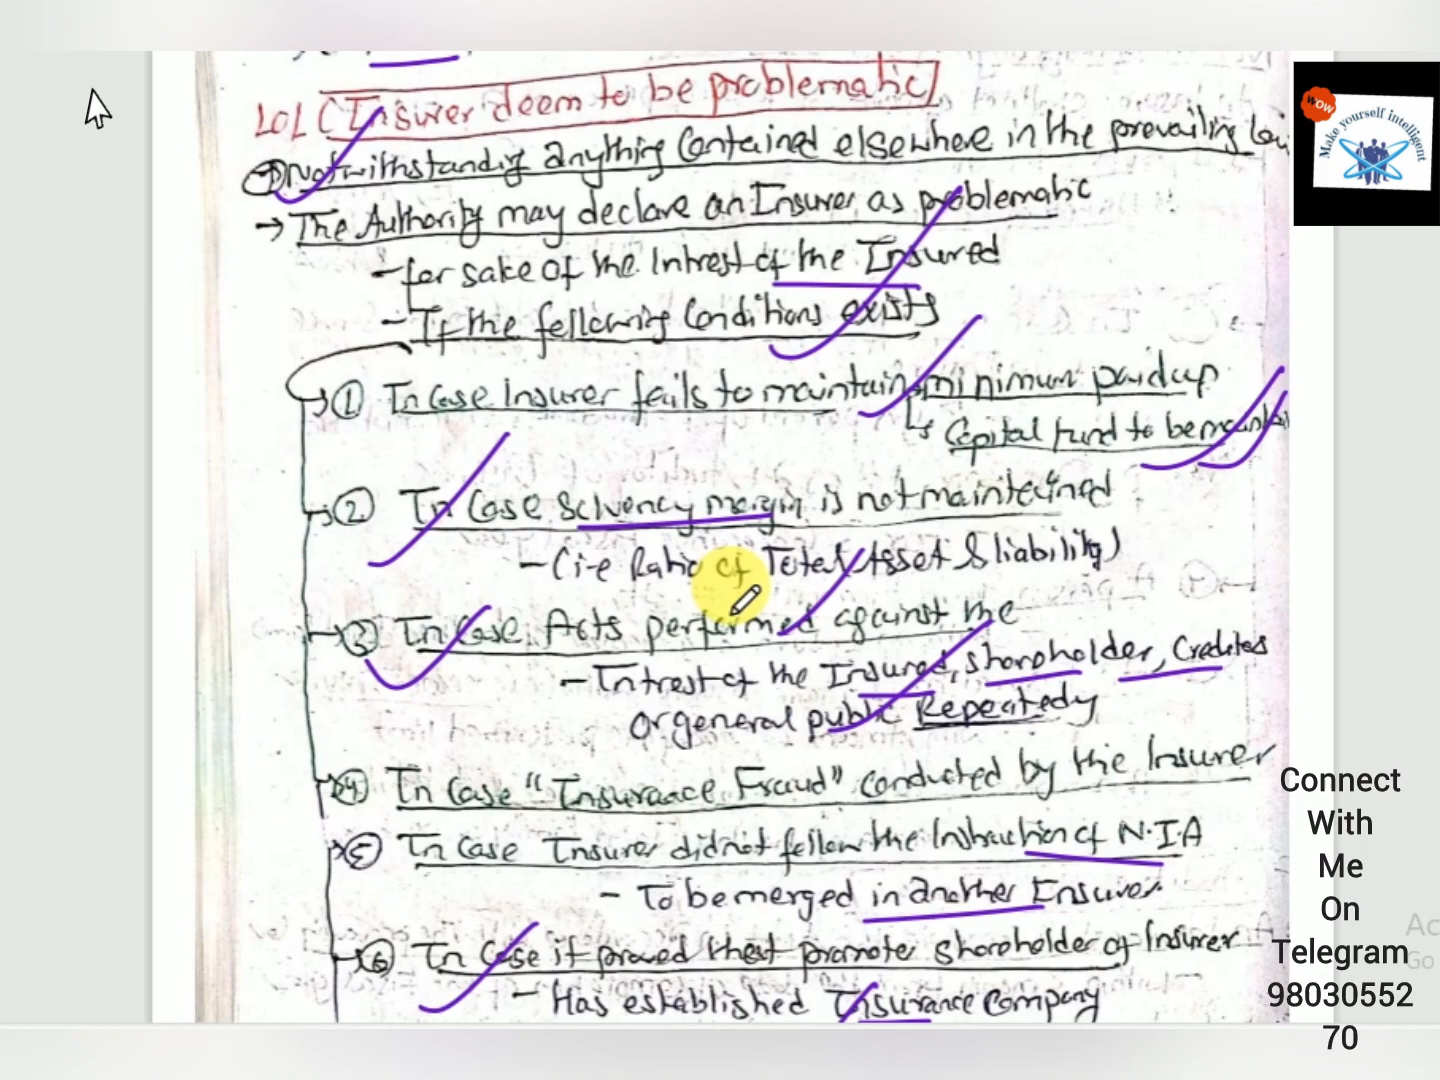 101 (Insurer deem to be problematic)
→ Notwithstanding anything Contained elsewhere in the prevailing
→ The Authority may declare an Insurer as problematic
- for sake of the Intrest of the Insured
- If the following Conditions exists
→ ① In Case Insurer fails to maintain minimum paidup
↳ Capital fund to be
→ ② In Case Solvency margin is not maintained
- (i-e Ratio of Total Asset & liability)
→ ③ In Case Acts performed against the
- Intrest of the Insured, shareholder, Creditor
or general public Repeatedy
→ ④ In Case "Insurance Fraud" conducted by the Insurer
→ ⑤ In Case Insurer didnot follow the Instruction of N.I.A
- To be merged in another Insurer
→ ⑥ In Case if proved that promote shareholder of Insurer
- Has established Insurance Company
WOW
Make yourself intelligent
Connect
With
Me
On
Telegram
98030552
70
Ac
Go